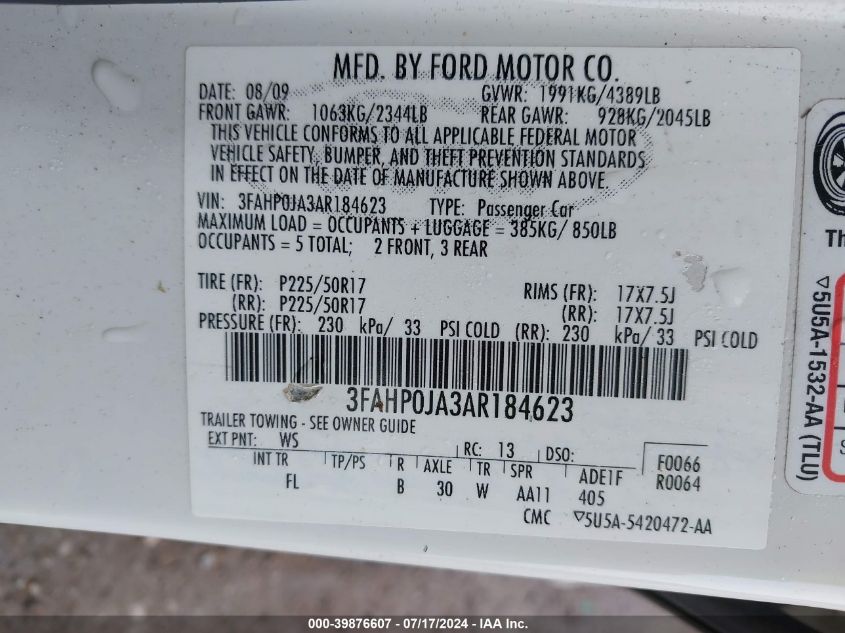 MFD. BY FORD MOTOR CO.
DATE: 08/09 GVWR: 1991KG/4389LB
FRONT GAWR: 1063KG/2344LB REAR GAWR: 928KG/2045LB
THIS VEHICLE CONFORMS TO ALL APPLICABLE FEDERAL MOTOR
VEHICLE SAFETY, BUMPER, AND THEFT PREVENTION STANDARDS
IN EFFECT ON THE DATE OF MANUFACTURE SHOWN ABOVE.
VIN: 3FAHP0JA3AR184623 TYPE: Passenger Car
MAXIMUM LOAD = OCCUPANTS + LUGGAGE = 385KG/ 850LB
OCCUPANTS = 5 TOTAL; 2 FRONT, 3 REAR
TIRE (FR): P225/50R17 RIMS (FR): 17X7.5J
(RR): P225/50R17 (RR): 17X7.5J
PRESSURE (FR): 230 kPa/ 33 PSI COLD (RR): 230 kPa/ 33 PSI COLD
3FAHP0JA3AR184623
TRAILER TOWING - SEE OWNER GUIDE
EXT PNT: WS RC: 13 DSO: F0066
INT TR TP/PS R AXLE TR SPR ADE1F R0064
FL B 30 W AA11 405
CMC ▽5U5A-5420472-AA
Th
▽5U5A-1532-AA (TLU)
000-39876607 - 07/17/2024 - IAA Inc.